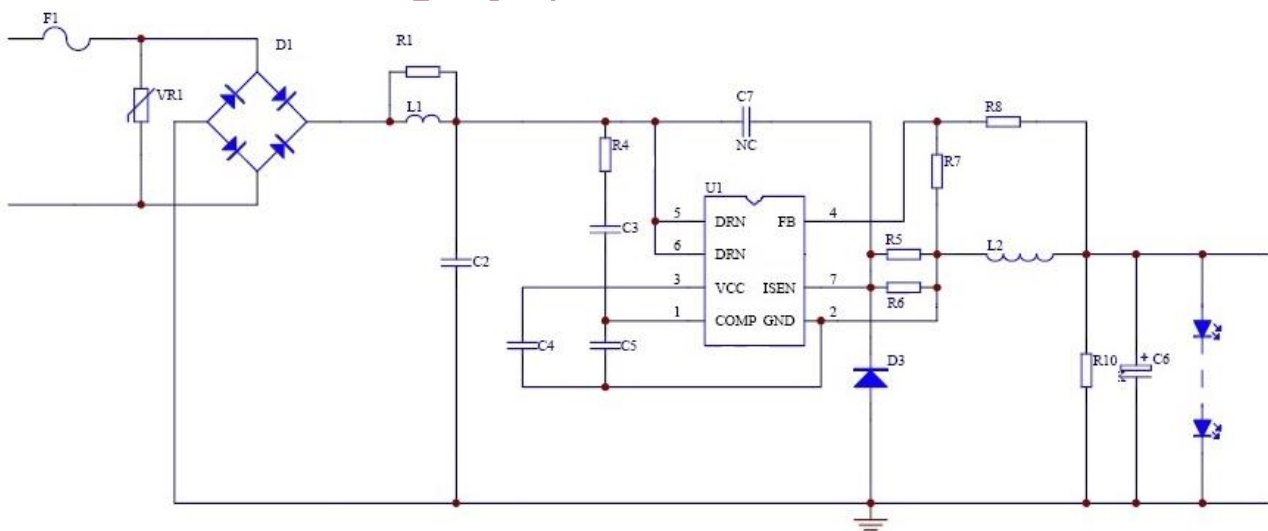 F1
D1
R1
VR1
L1
C7
NC
R8
R4
R7
U1
5 DRN FB 4
C3
6 DRN
R5
L2
C2
3 VCC ISEN 7
R6
1 COMP GND 2
C4
C5
D3
R10
+
C6